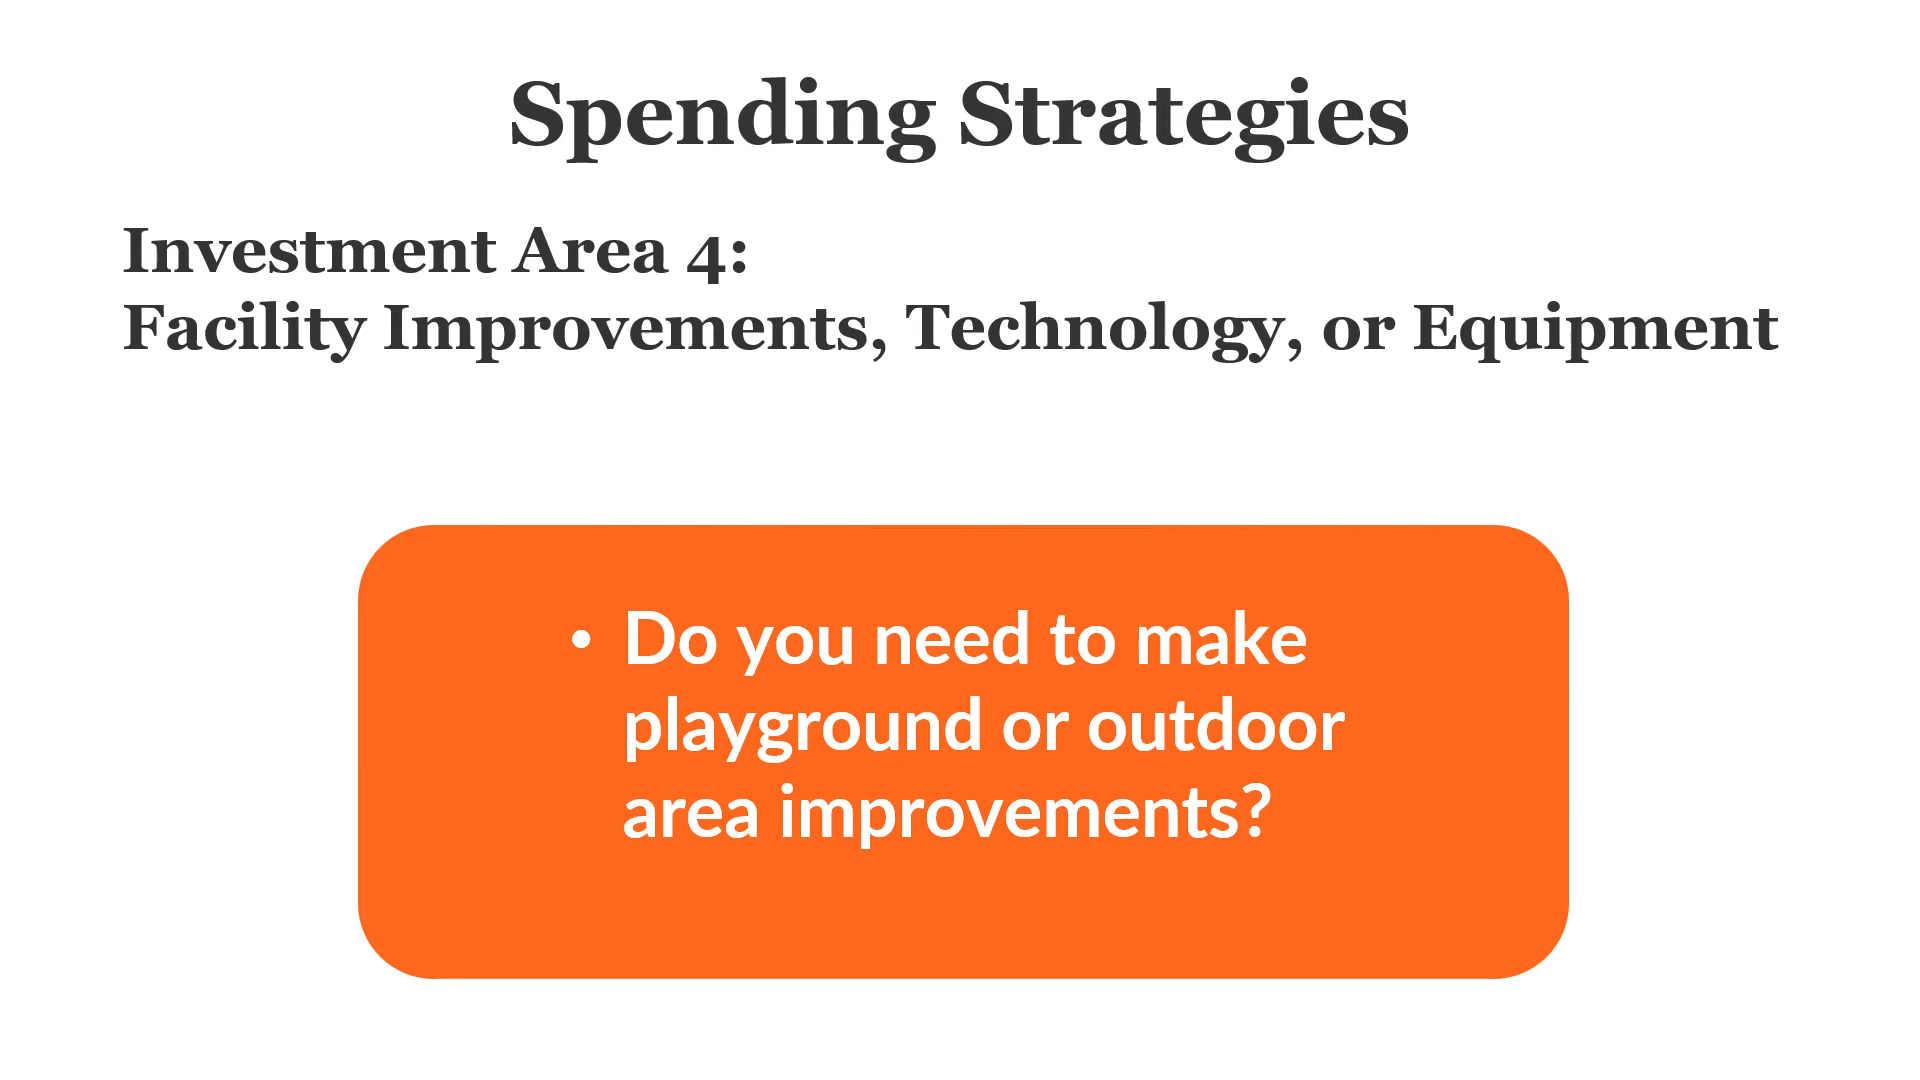 Spending Strategies
Investment Area 4:
Facility Improvements, Technology, or Equipment
• Do you need to make
playground or outdoor
area improvements?